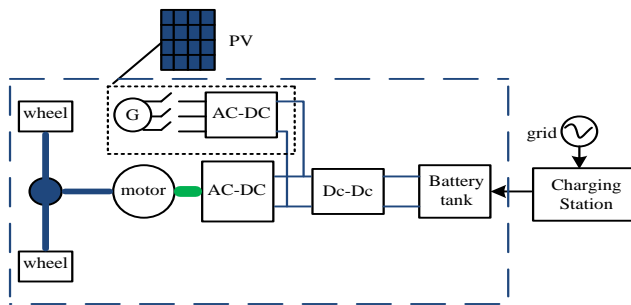 PV
wheel
G
AC-DC
grid
motor
AC-DC
Dc-Dc
Battery
tank
Charging
Station
wheel